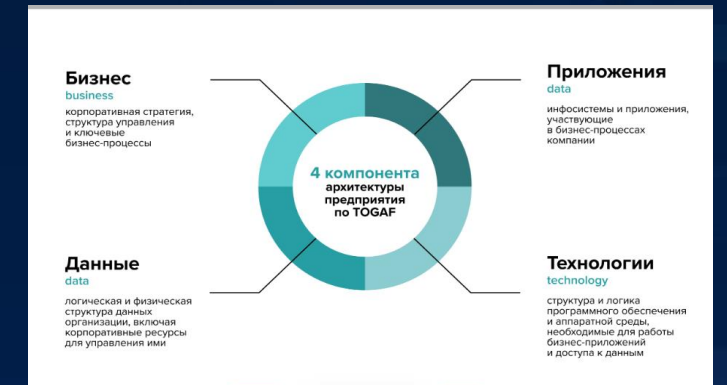 Бизнес
business
корпоративная стратегия,
структура управления
и ключевые
бизнес-процессы
Приложения
data
инфосистемы и приложения,
участвующие
в бизнес-процессах
компании
4 компонента
архитектуры
предприятия
по TOGAF
Данные
data
логическая и физическая
структура данных
организации, включая
корпоративные ресурсы
для управления ими
Технологии
technology
структура и логика
программного обеспечения
и аппаратной среды,
необходимые для работы
бизнес-приложений
и доступа к данным